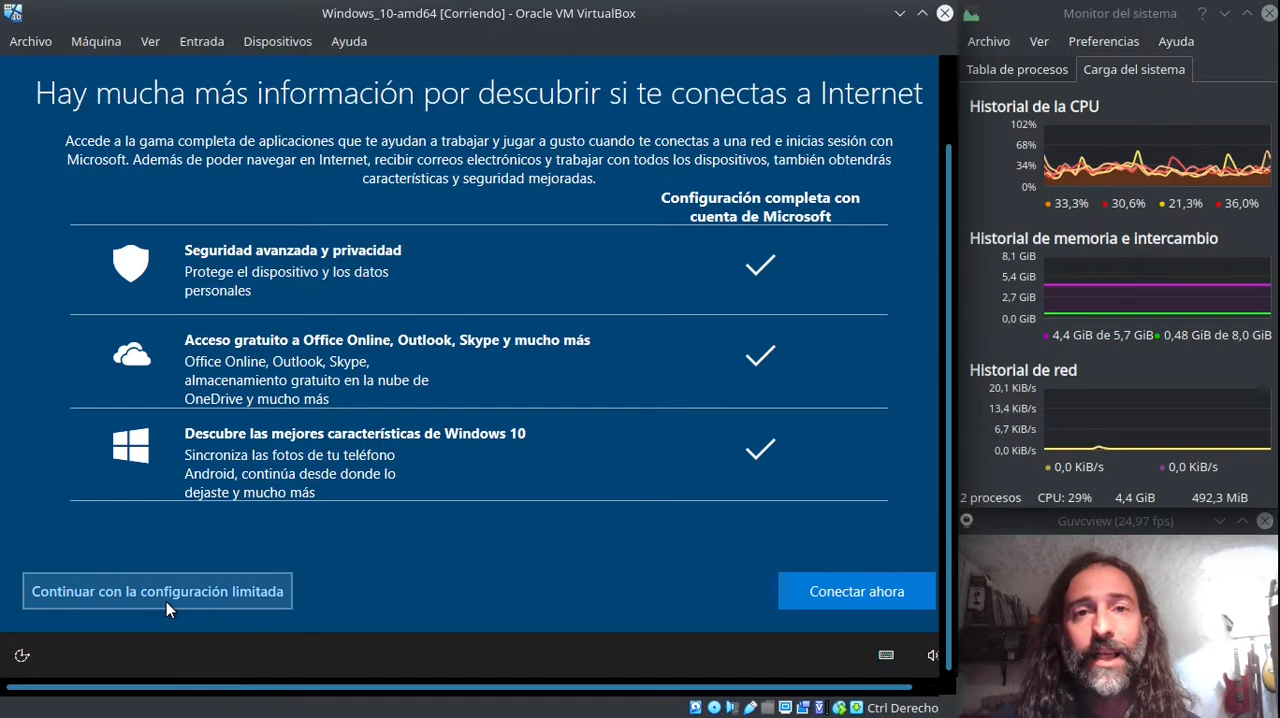 Windows_10-amd64 [Corriendo] - Oracle VM VirtualBox
Archivo Máquina Ver Entrada Dispositivos Ayuda
Hay mucha más información por descubrir si te conectas a Internet
Accede a la gama completa de aplicaciones que te ayudan a trabajar y jugar a gusto cuando te conectas a una red e inicias sesión con
Microsoft. Además de poder navegar en Internet, recibir correos electrónicos y trabajar con todos los dispositivos, también obtendrás
características y seguridad mejoradas.
Configuración completa con
cuenta de Microsoft
Seguridad avanzada y privacidad
Protege el dispositivo y los datos
personales
Acceso gratuito a Office Online, Outlook, Skype y mucho más
Office Online, Outlook, Skype,
almacenamiento gratuito en la nube de
OneDrive y mucho más
Descubre las mejores características de Windows 10
Sincroniza las fotos de tu teléfono
Android, continúa desde donde lo
dejaste y mucho más
Continuar con la configuración limitada
Conectar ahora
Ctrl Derecho
Monitor del sistema
Archivo Ver Preferencias Ayuda
Tabla de procesos Carga del sistema
Historial de la CPU
102%
68%
34%
0%
33,3% 30,6% 21,3% 36,0%
Historial de memoria e intercambio
8,1 GiB
5,4 GiB
2,7 GiB
0,0 GiB
4,4 GiB de 5,7 GiB 0,48 GiB de 8,0 GiB
Historial de red
20,1 KiB/s
13,4 KiB/s
6,7 KiB/s
0,0 KiB/s
0,0 KiB/s 0,0 KiB/s
2 procesos CPU: 29% 4,4 GiB 492,3 MiB
Guvcview (24,97 fps)